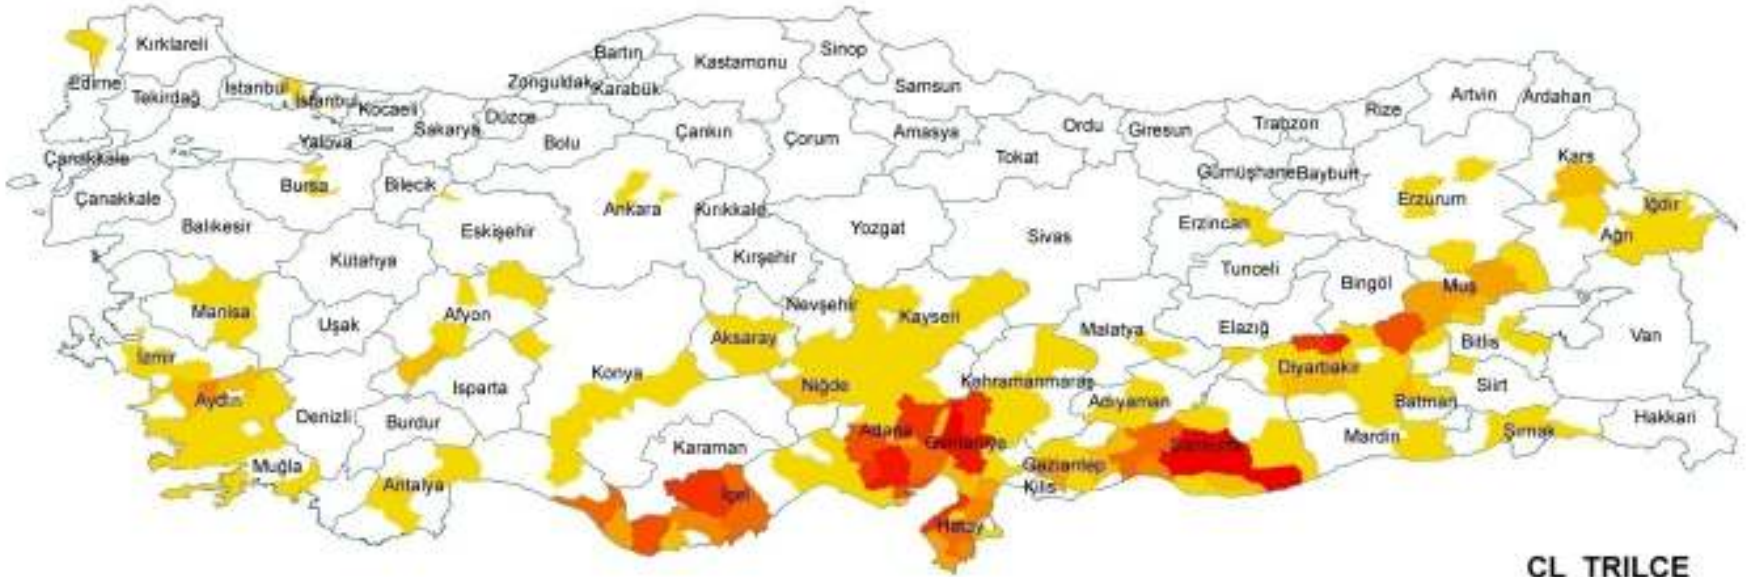 Kırklareli
Edirne
Tekirdağ
İstanbul
İstanbul
Kocaeli
Yalova
Sakarya
Düzce
Zonguldak
Bartın
Karabük
Kastamonu
Sinop
Samsun
Bolu
Çankırı
Çorum
Amasya
Tokat
Ordu
Giresun
Trabzon
Rize
Artvin
Ardahan
Gümüşhane
Bayburt
Kars
Iğdır
Ağrı
Erzurum
Erzincan
Çanakkale
Çanakkale
Balıkesir
Bursa
Bilecik
Eskişehir
Kütahya
Ankara
Kırıkkale
Kırşehir
Yozgat
Sivas
Tunceli
Bingöl
Muş
Manisa
Uşak
Afyon
İzmir
Aydın
Denizli
Burdur
Isparta
Konya
Aksaray
Nevşehir
Kayseri
Niğde
Malatya
Elazığ
Diyarbakır
Bitlis
Van
Siirt
Batman
Hakkari
Şırnak
Mardin
Kahramanmaraş
Adıyaman
Muğla
Antalya
Karaman
İçel
Adana
Osmaniye
Gaziantep
Kilis
Hatay
CL TRILCE